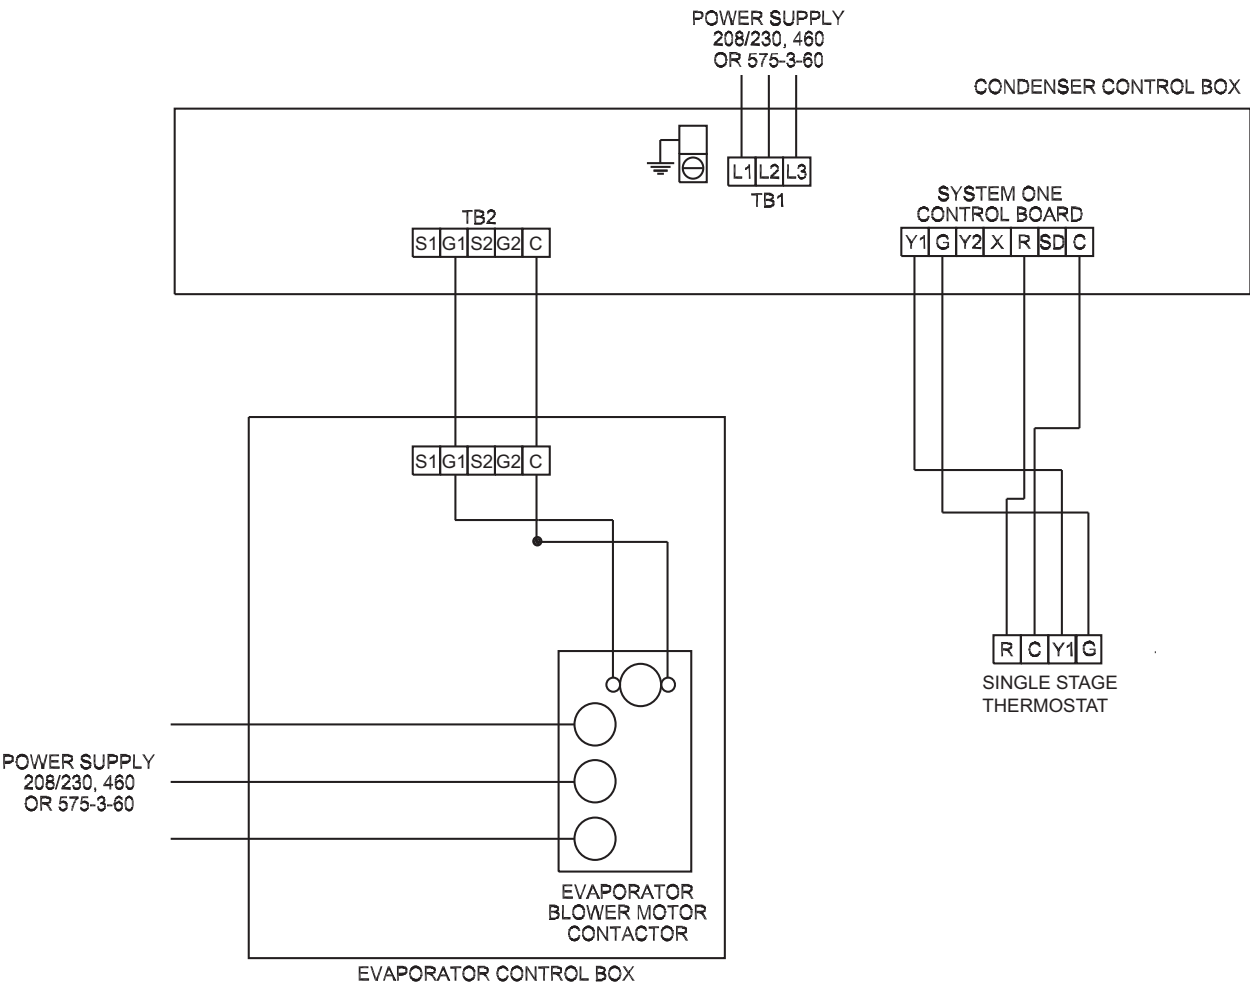 POWER SUPPLY
208/230, 460
OR 575-3-60
CONDENSER CONTROL BOX
L1 L2 L3
TB1
SYSTEM ONE
CONTROL BOARD
TB2
S1 G1 S2 G2 C
Y1 G Y2 X R SD C
S1 G1 S2 G2 C
R C Y1 G
SINGLE STAGE
THERMOSTAT
POWER SUPPLY
208/230, 460
OR 575-3-60
EVAPORATOR
BLOWER MOTOR
CONTACTOR
EVAPORATOR CONTROL BOX